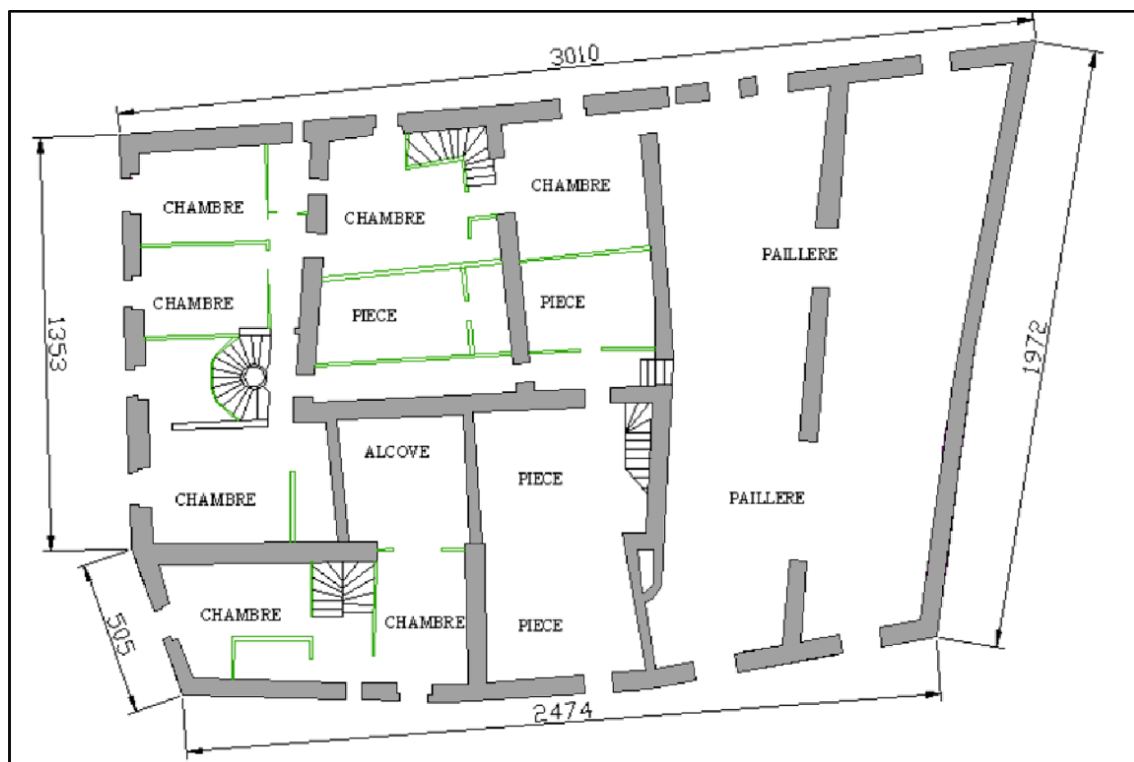 3010
CHAMBRE
CHAMBRE
CHAMBRE
PAILLERE
CHAMBRE
PIECE
PIECE
1353
1972
ALCOVE
PIECE
CHAMBRE
PAILLERE
505
CHAMBRE
CHAMBRE
PIECE
2474